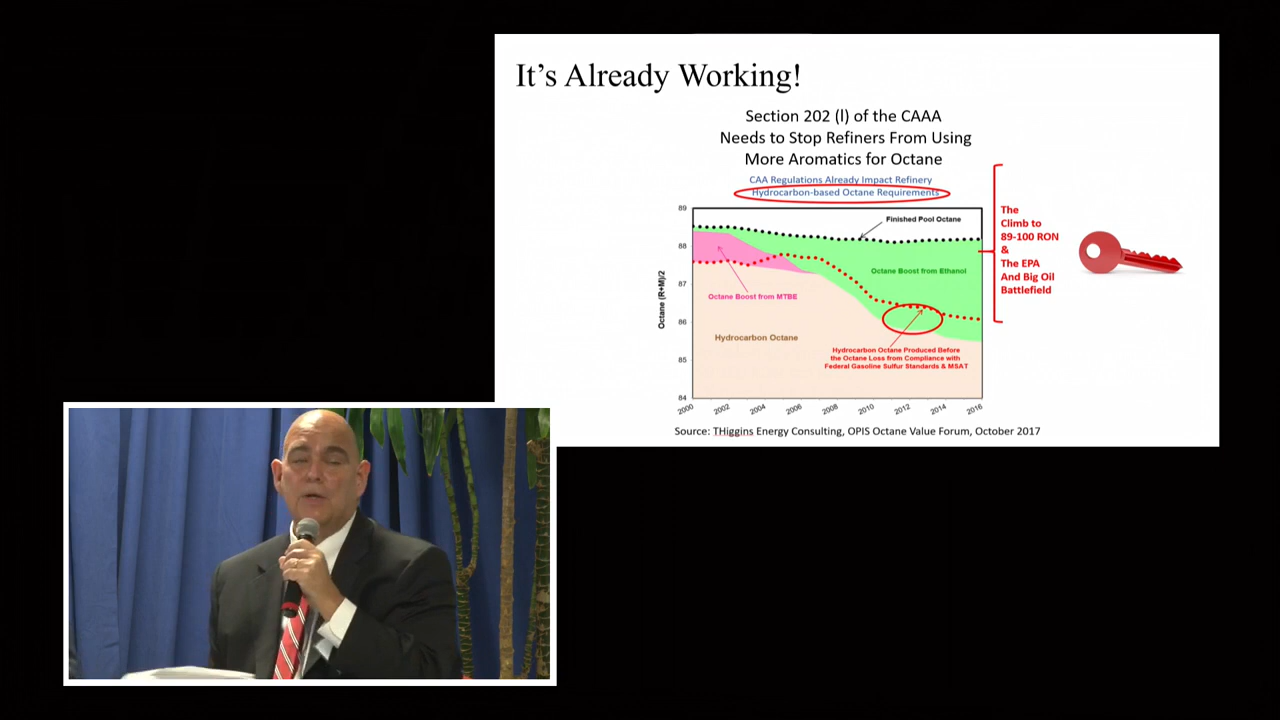 It's Already Working!
Section 202 (l) of the CAAA
Needs to Stop Refiners From Using
More Aromatics for Octane
CAA Regulations Already Impact Refinery
Hydrocarbon-based Octane Requirements
89
88
87
86
85
84
Octane (R+M)/2
Finished Pool Octane
Octane Boost from Ethanol
Octane Boost from MTBE
Hydrocarbon Octane
Hydrocarbon Octane Produced Before
the Octane Loss from Compliance with
Federal Gasoline Sulfur Standards & MSAT
2000 2002 2004 2006 2008 2010 2012 2014 2016
The
Climb to
89-100 RON
&
The EPA
And Big Oil
Battlefield
Source: THiggins Energy Consulting, OPIS Octane Value Forum, October 2017